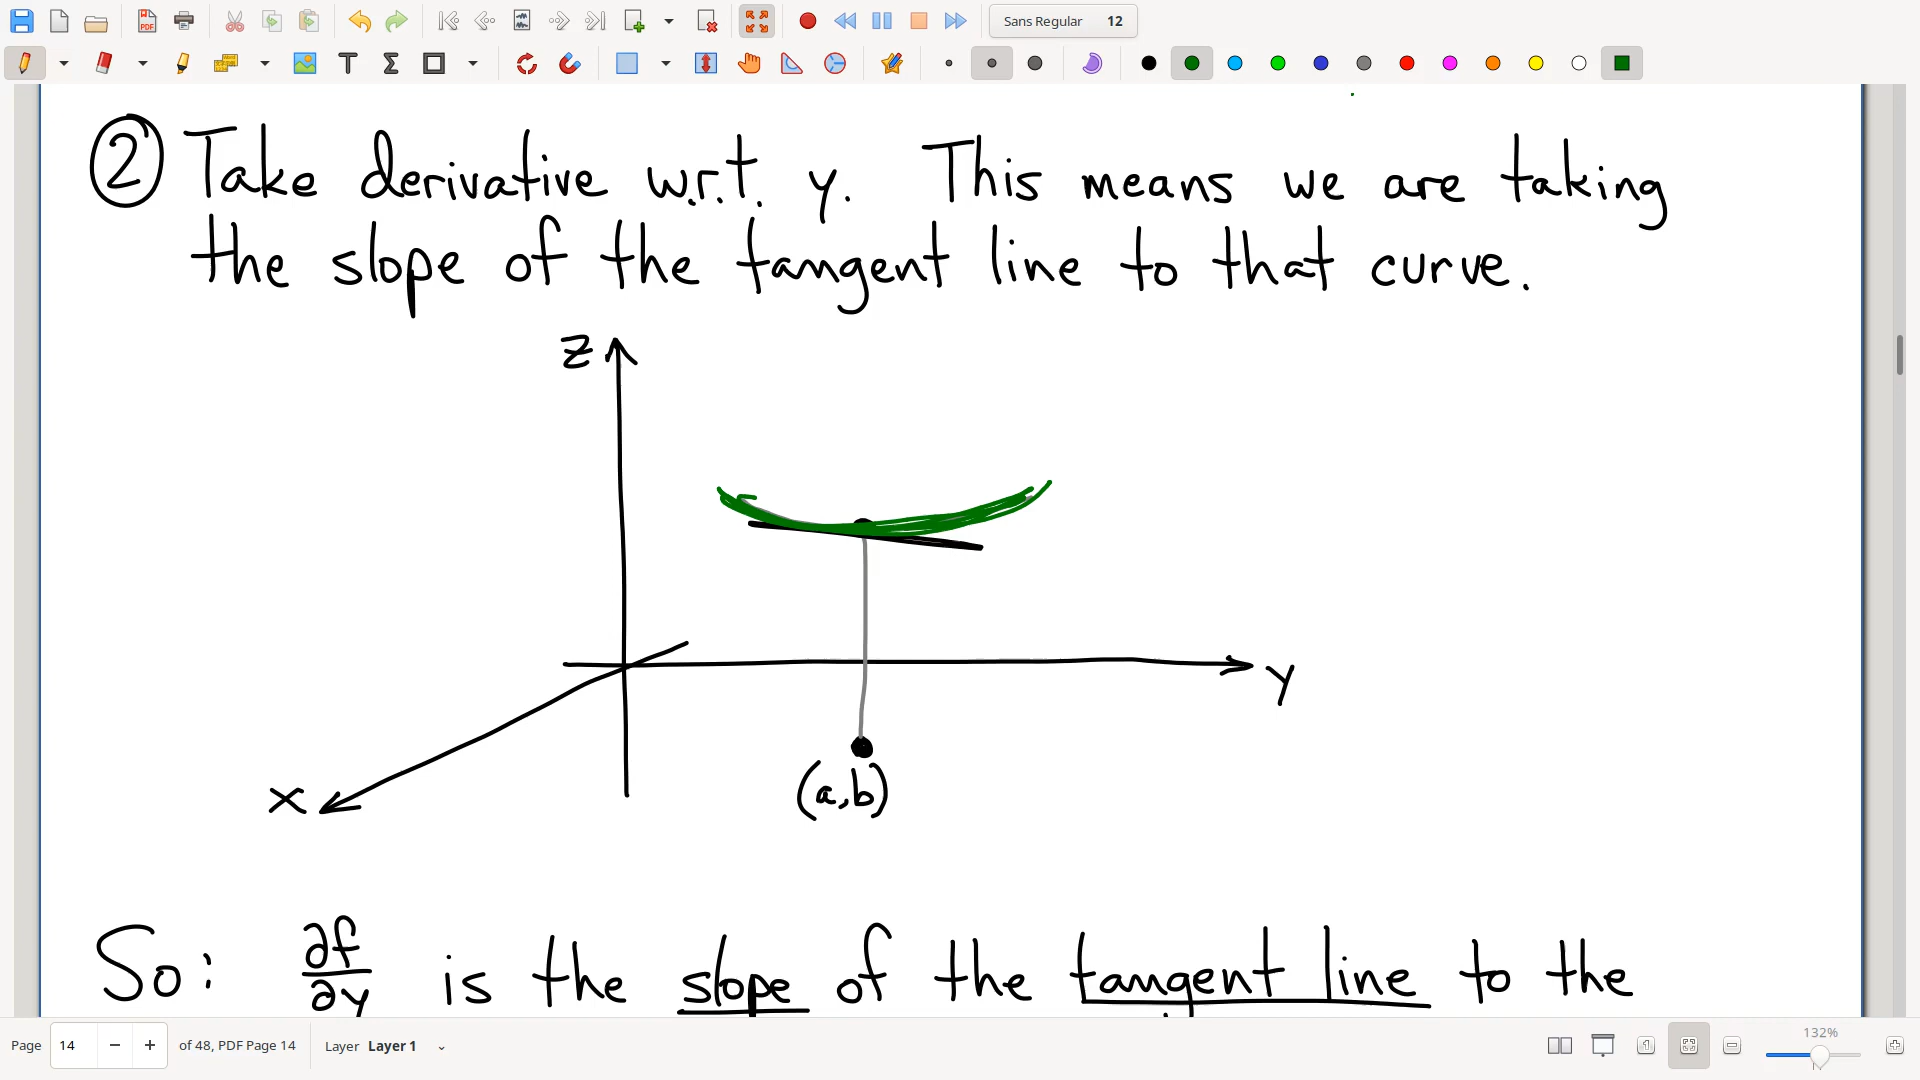 Sans Regular 12
② Take derivative w.r.t. y. This means we are taking
the slope of the tangent line to that curve.
z
y
x
(a,b)
So: ∂f/∂y is the slope of the tangent line to the
Page 14 of 48, PDF Page 14 Layer Layer 1 132%